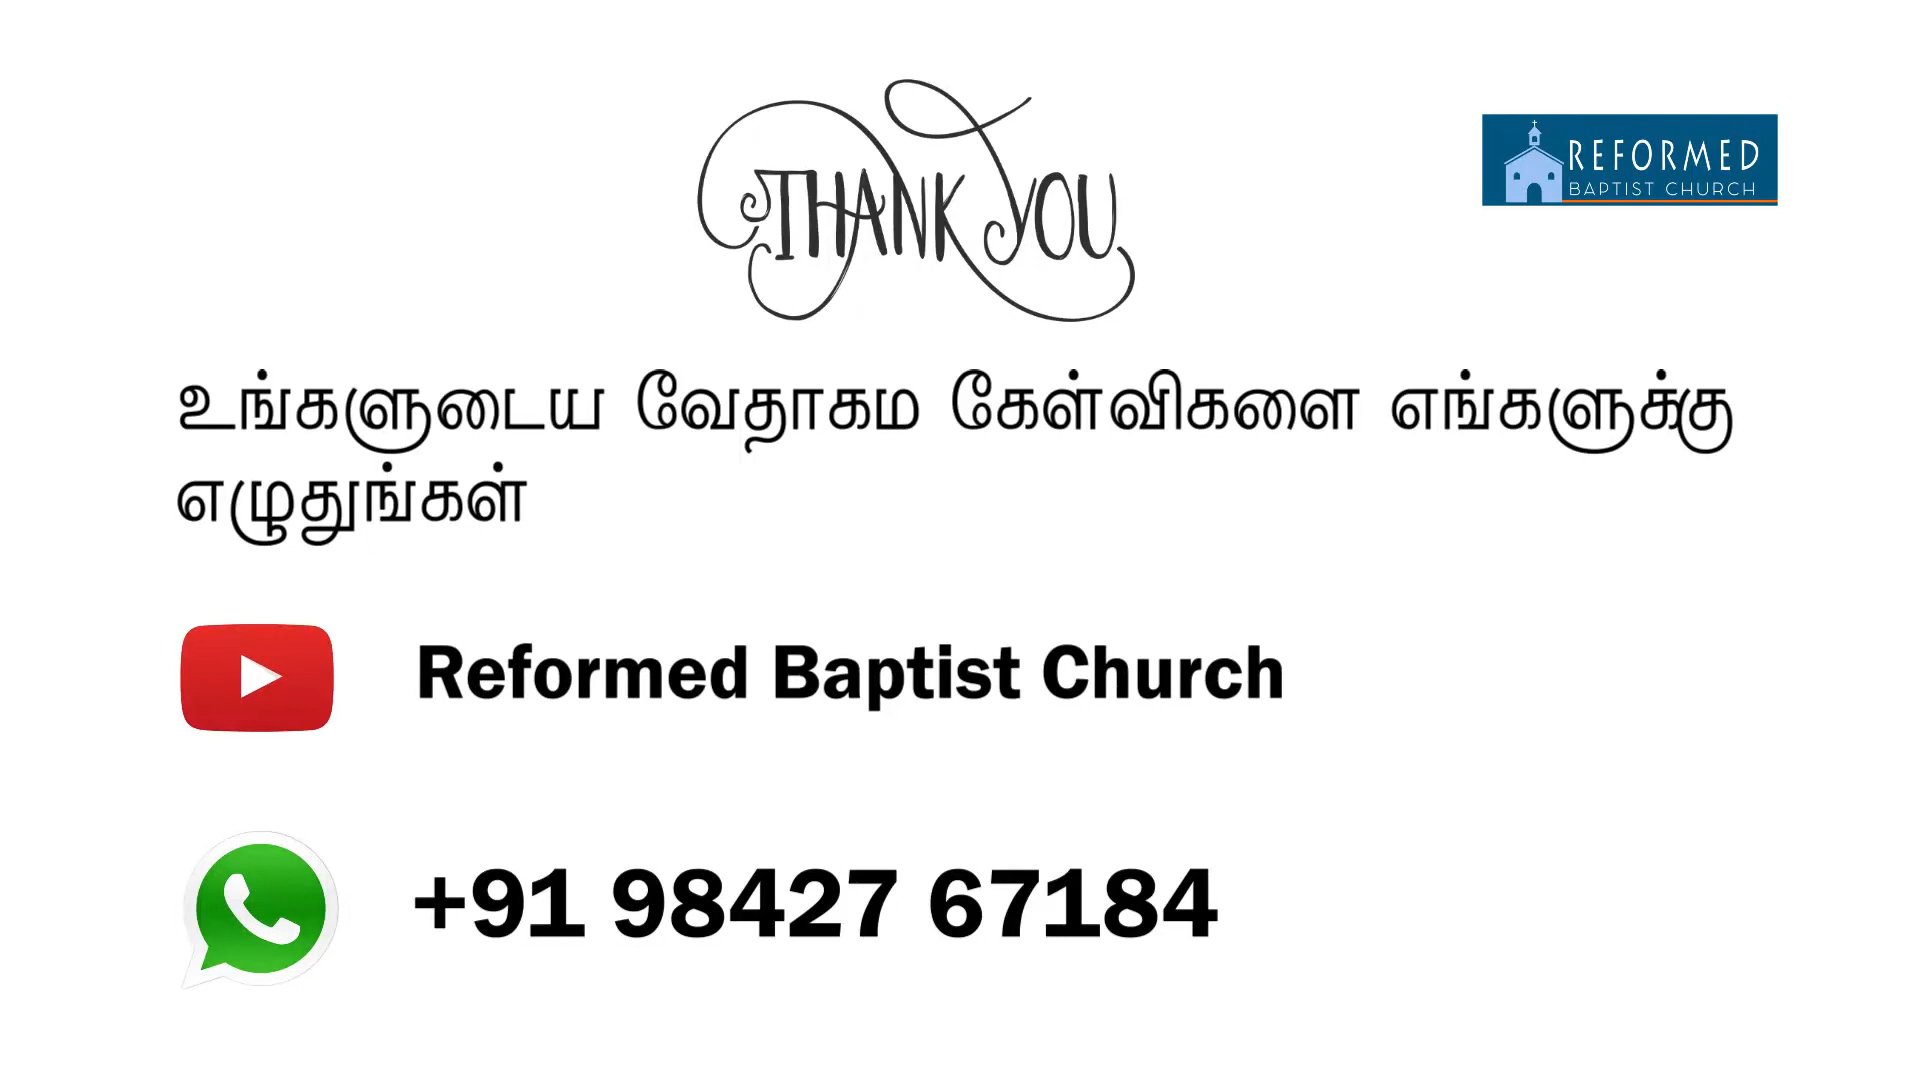 THANK YOU
REFORMED
BAPTIST CHURCH
உங்களுடைய வேதாகம கேள்விகளை எங்களுக்கு
எழுதுங்கள்
Reformed Baptist Church
+91 98427 67184